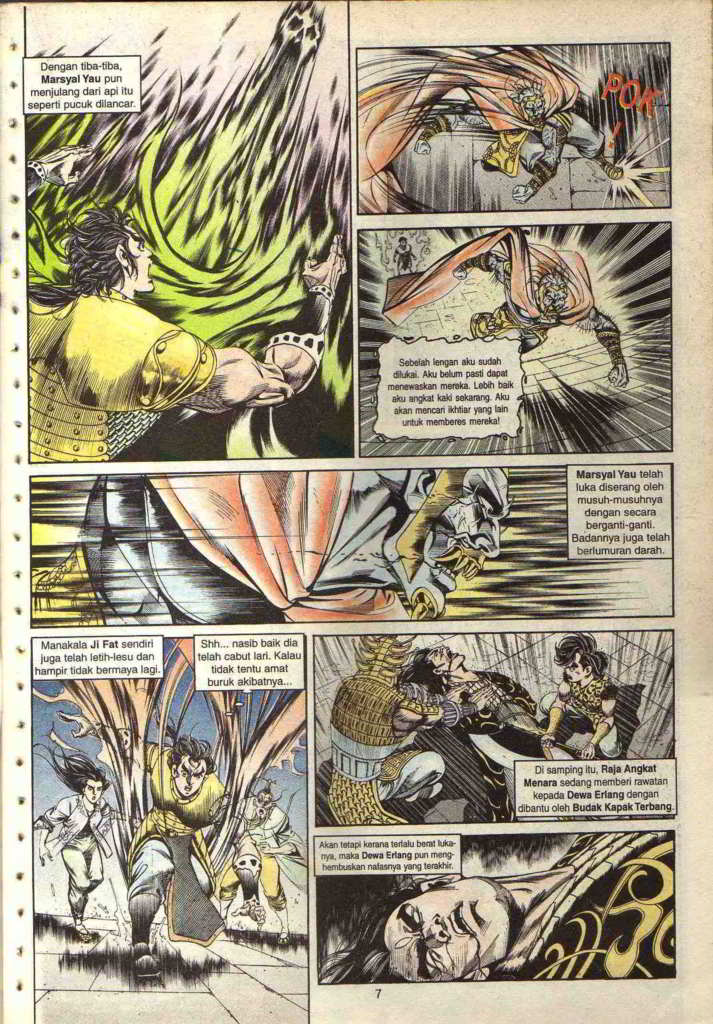 Dengan tiba-tiba,
Marsyal Yau pun
menjulang dari api itu
seperti pucuk dilancar.
POK
!
Sebelah lengan aku sudah
dilukai. Aku belum pasti dapat
menewaskan mereka. Lebih baik
aku angkat kaki sekarang. Aku
akan mencari ikhtiar yang lain
untuk memberes mereka!
Marsyal Yau telah
luka diserang oleh
musuh-musuhnya
dengan secara
berganti-ganti.
Badannya juga telah
berlumuran darah.
Manakala Ji Fat sendiri
juga telah letih-lesu dan
hampir tidak bermaya lagi.
Shh... nasib baik dia
telah cabut lari. Kalau
tidak tentu amat
buruk akibatnya...
Di samping itu, Raja Angkat
Menara sedang memberi rawatan
kepada Dewa Erlang dengan
dibantu oleh Budak Kapak Terbang.
Akan tetapi kerana terlalu berat luka-
nya, maka Dewa Erlang pun meng-
hembuskan nafasnya yang terakhir.
7